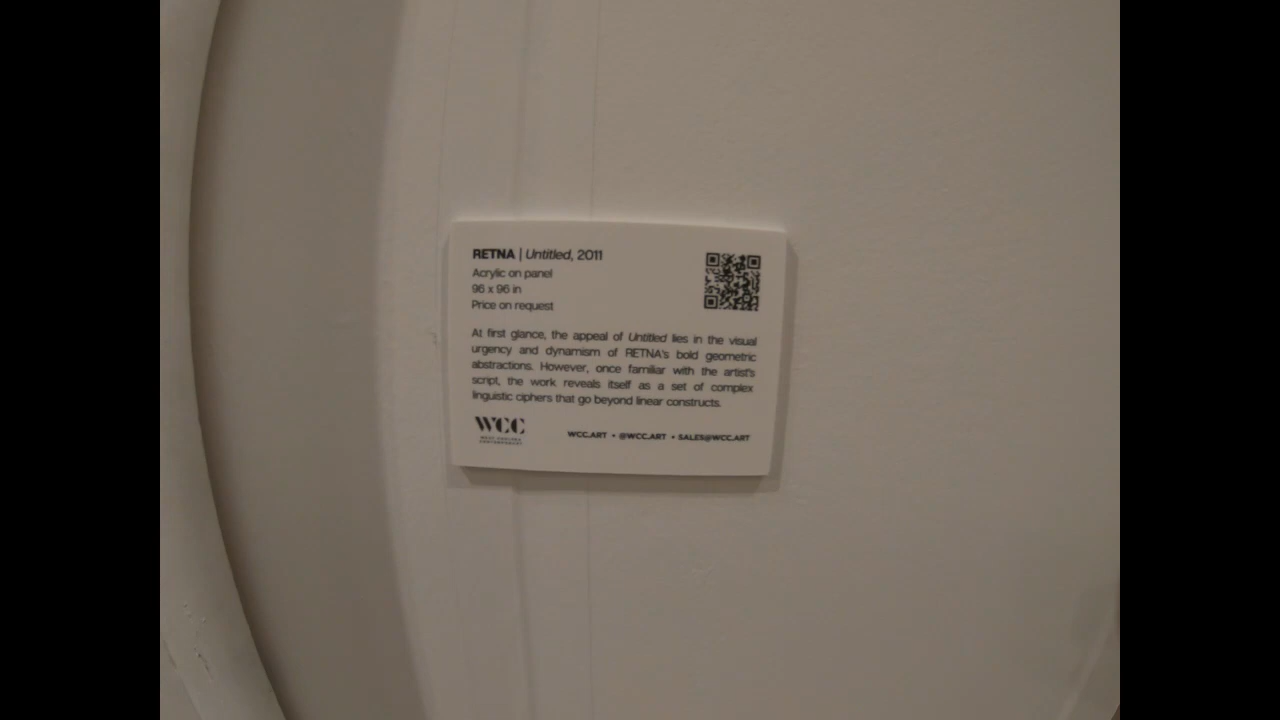 RETNA | Untitled, 2011
Acrylic on panel
96 x 96 in
Price on request
At first glance, the appeal of Untitled lies in the visual
urgency and dynamism of RETNA's bold geometric
abstractions. However, once familiar with the artist's
script, the work reveals itself as a set of complex
linguistic ciphers that go beyond linear constructs.
WCC
WEST CHELSEA
CONTEMPORARY
WCC.ART • @WCC.ART • SALES@WCC.ART